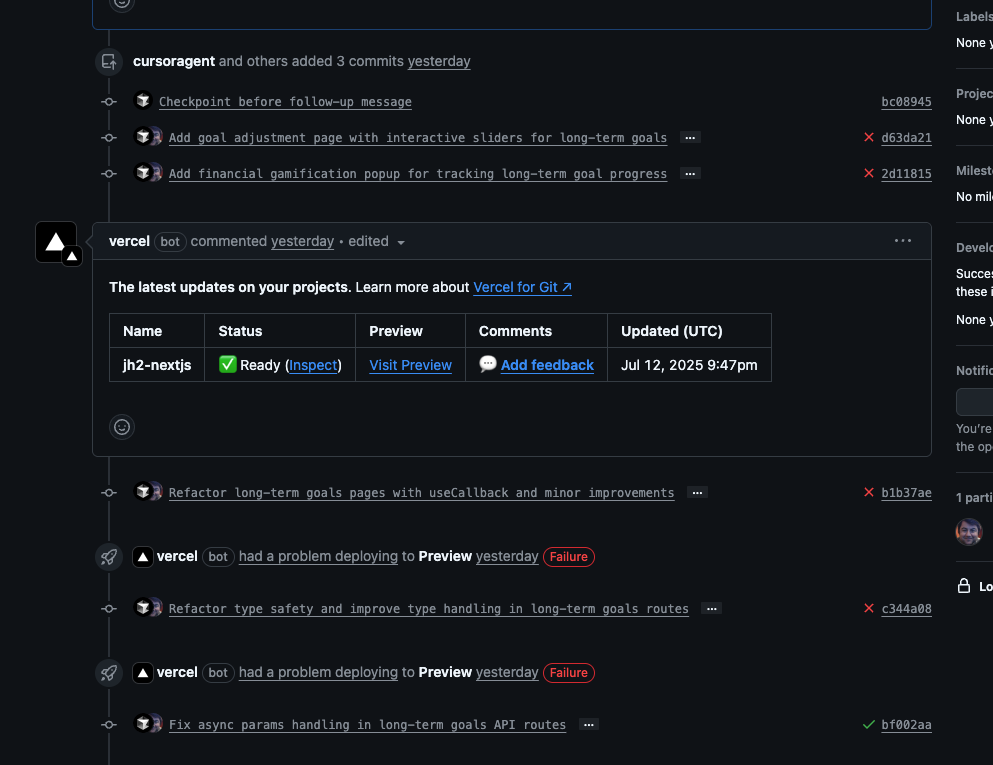 Labels
None y
cursoragent and others added 3 commits yesterday
Checkpoint before follow-up message bc08945
Projec
Add goal adjustment page with interactive sliders for long-term goals ... d63da21
None y
Add financial gamification popup for tracking long-term goal progress ... 2d11815
Milest
No mil
vercel bot commented yesterday • edited
Develo
The latest updates on your projects. Learn more about Vercel for Git ↗
Succes
these i
None y
Name Status Preview Comments Updated (UTC)
jh2-nextjs ✅ Ready (Inspect) Visit Preview 💬 Add feedback Jul 12, 2025 9:47pm
Notific
You're
the op
Refactor long-term goals pages with useCallback and minor improvements ... b1b37ae
1 parti
vercel bot had a problem deploying to Preview yesterday Failure
Lo
Refactor type safety and improve type handling in long-term goals routes ... c344a08
vercel bot had a problem deploying to Preview yesterday Failure
Fix async params handling in long-term goals API routes ... bf002aa